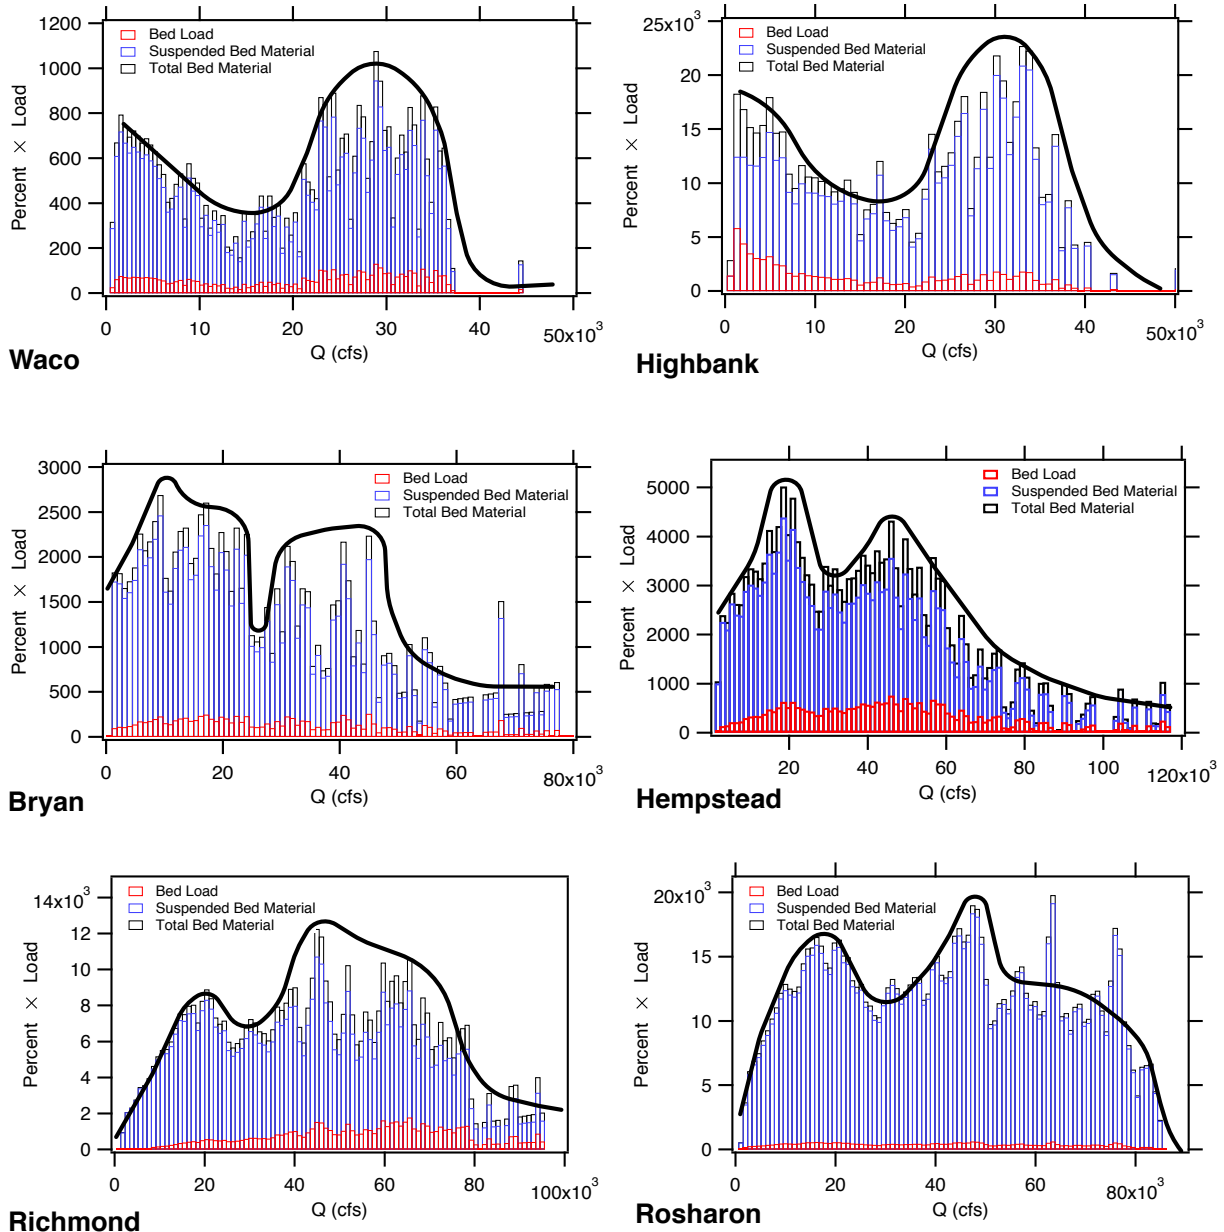 1200
1000
800
600
400
200
0
Percent × Load
Bed Load
Suspended Bed Material
Total Bed Material
0 10 20 30 40 50x10³
Q (cfs)
Waco
25x10³
20
15
10
5
0
Percent × Load
Bed Load
Suspended Bed Material
Total Bed Material
0 10 20 30 40 50x10³
Q (cfs)
Highbank
3000
2500
2000
1500
1000
500
0
Percent × Load
Bed Load
Suspended Bed Material
Total Bed Material
0 20 40 60 80x10³
Q (cfs)
Bryan
5000
4000
3000
2000
1000
0
Percent × Load
Bed Load
Suspended Bed Material
Total Bed Material
20 40 60 80 100 120x10³
Q (cfs)
Hempstead
14x10³
12
10
8
6
4
2
0
Percent × Load
Bed Load
Suspended Bed Material
Total Bed Material
0 20 40 60 80 100x10³
Q (cfs)
Richmond
20x10³
15
10
5
0
Percent × Load
Bed Load
Suspended Bed Material
Total Bed Material
0 20 40 60 80x10³
Q (cfs)
Rosharon